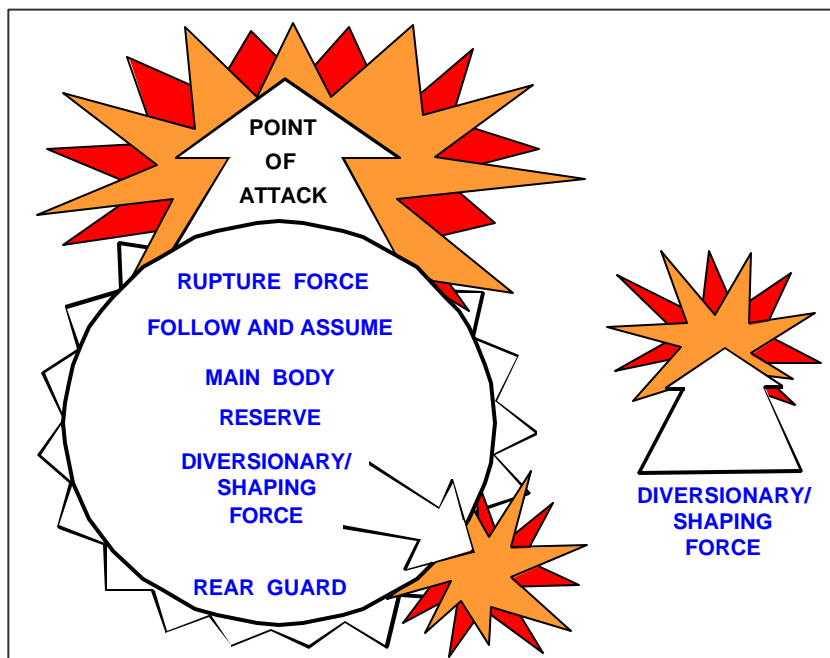 POINT
OF
ATTACK
RUPTURE FORCE
FOLLOW AND ASSUME
MAIN BODY
RESERVE
DIVERSIONARY/
SHAPING
FORCE
REAR GUARD
DIVERSIONARY/
SHAPING
FORCE